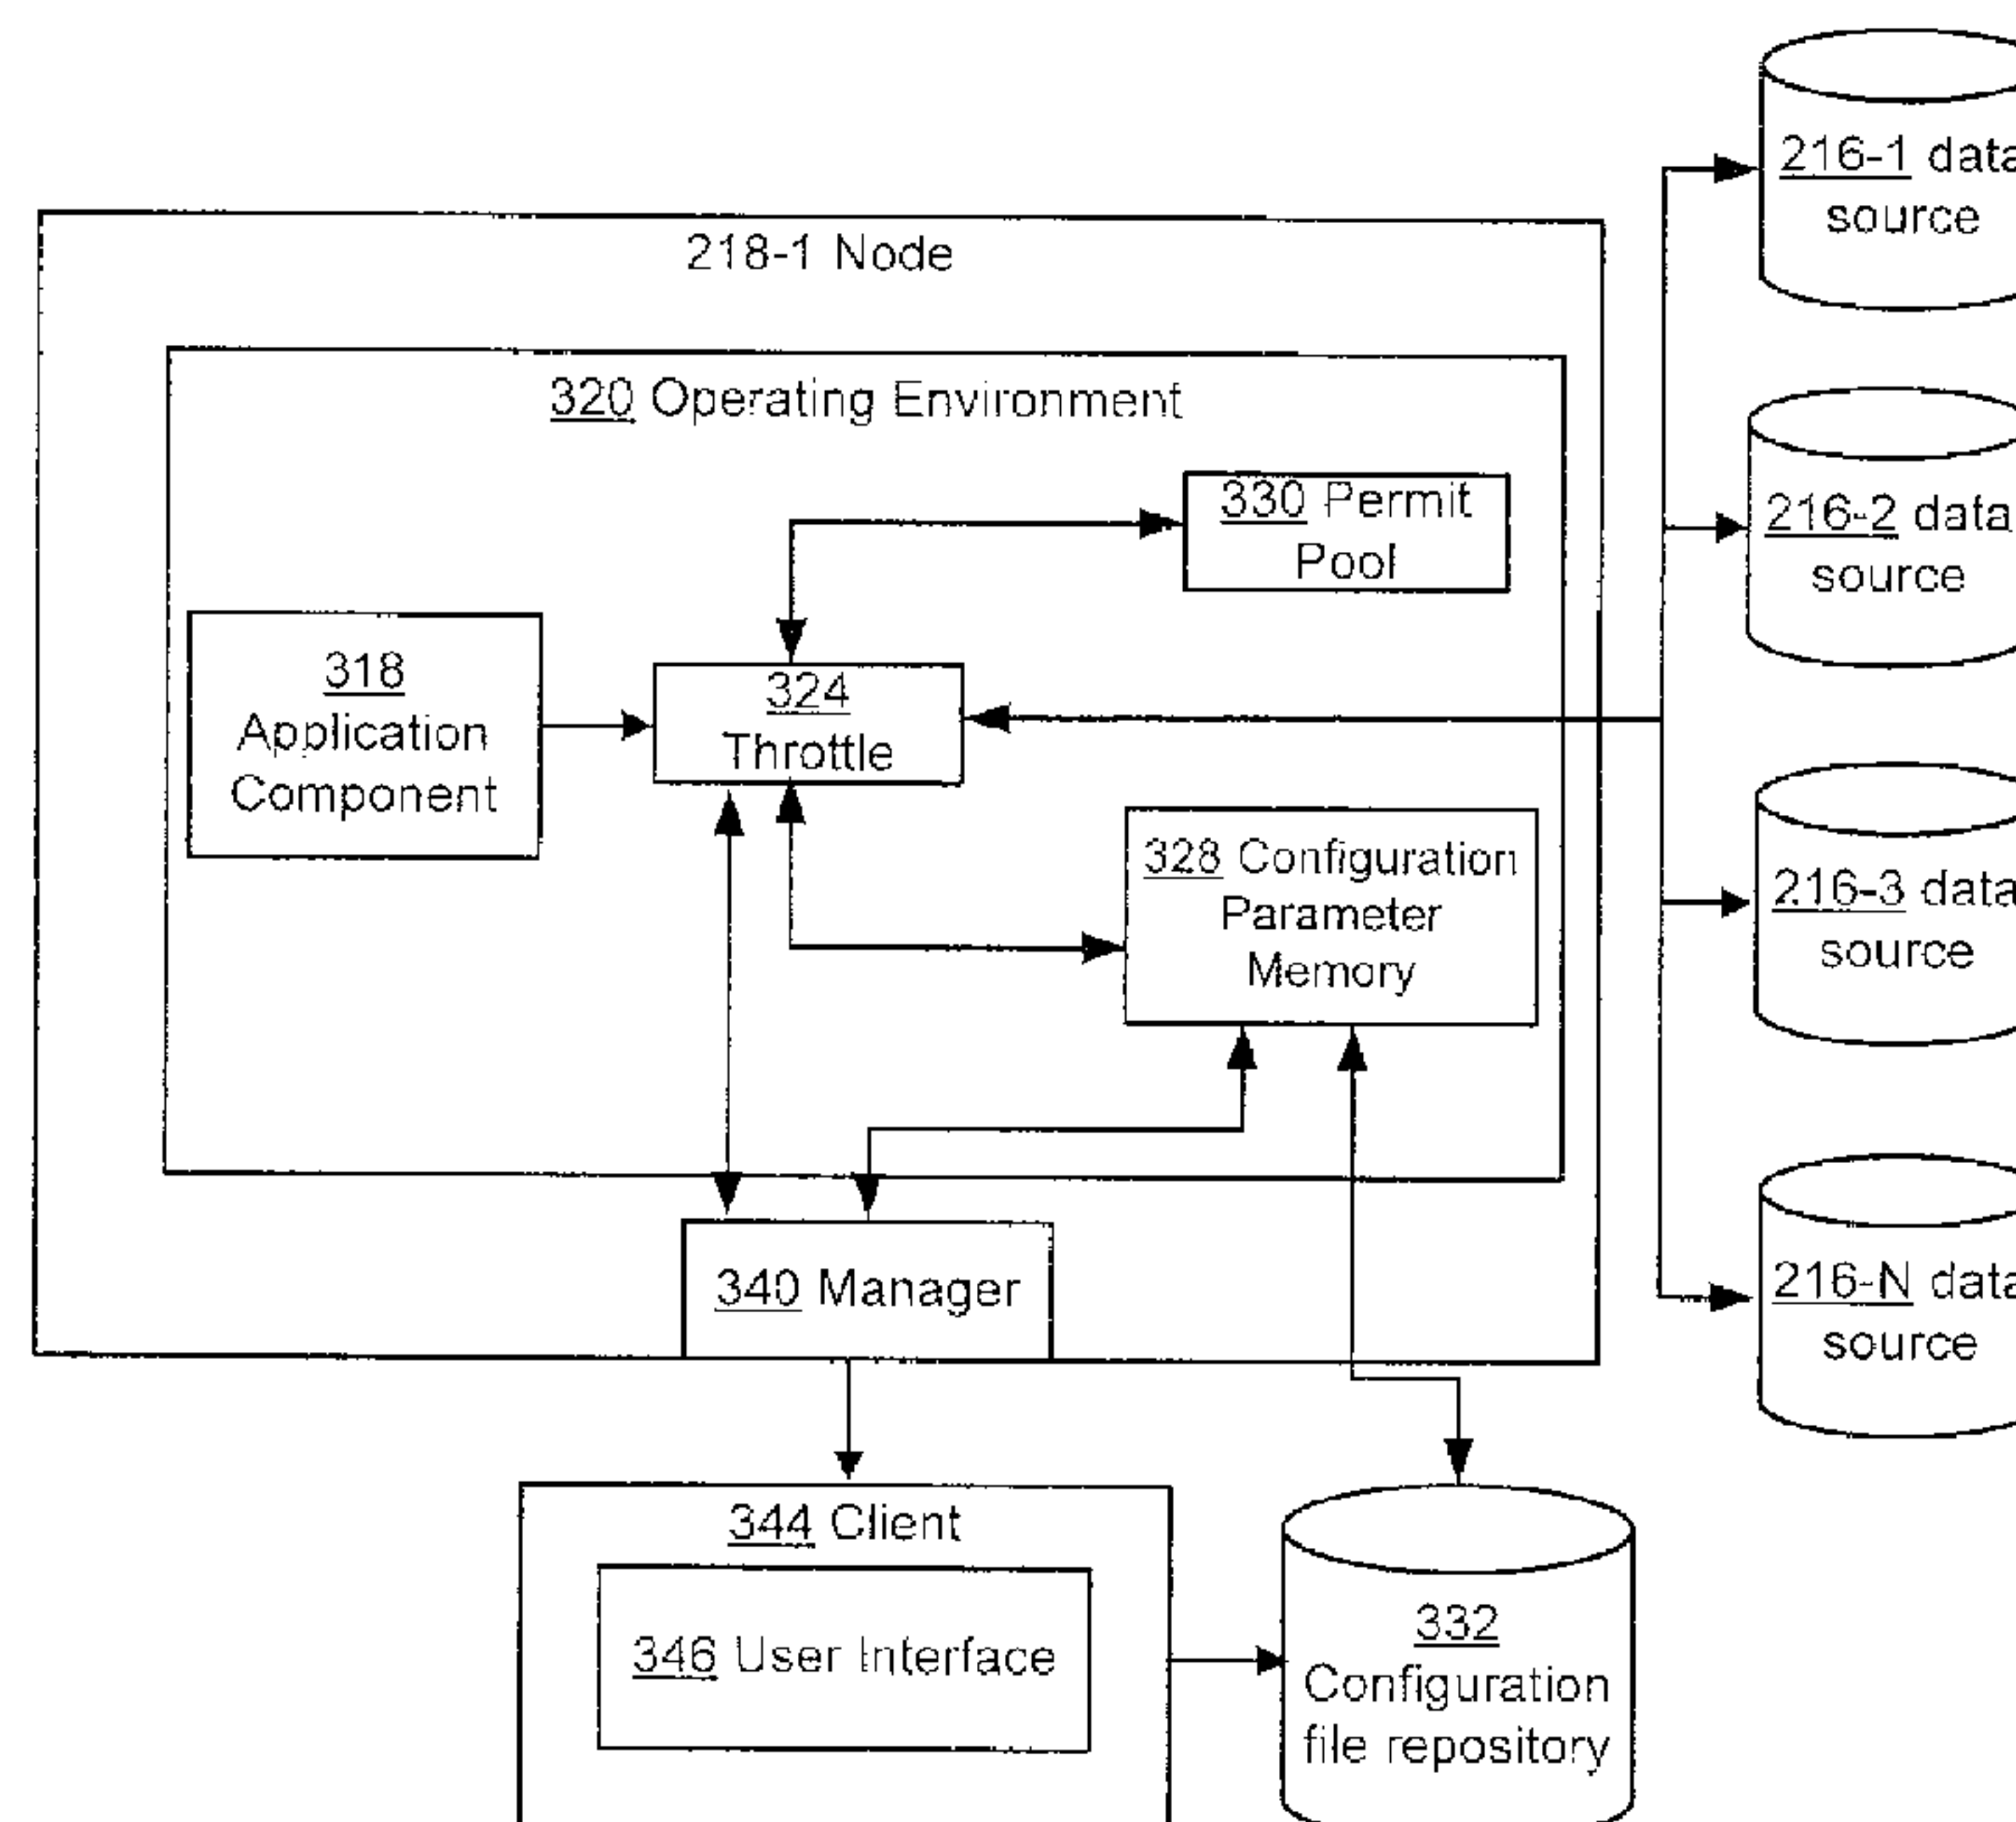 216-1 data
source
218-1 Node
320 Operating Environment
216-2 data
source
330 Permit
Pool
318
Application
Component
324
Throttle
328 Configuration
Parameter
Memory
216-3 data
source
340 Manager
216-N data
source
344 Client
346 User Interface
332
Configuration
file repository